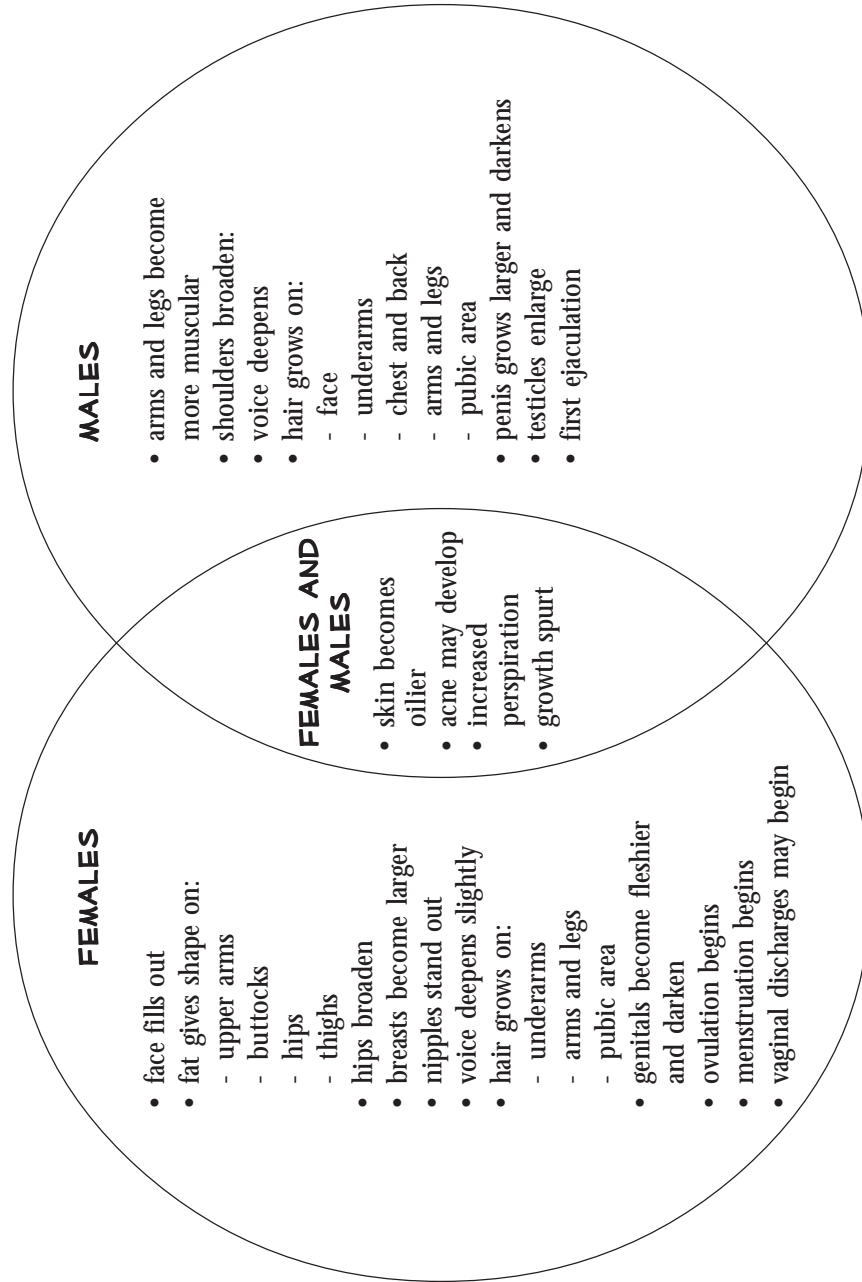 FEMALES
• face fills out
• fat gives shape on:
- upper arms
- buttocks
- hips
- thighs
• hips broaden
• breasts become larger
• nipples stand out
• voice deepens slightly
• hair grows on:
- underarms
- arms and legs
- pubic area
• genitals become fleshier
and darken
• ovulation begins
• menstruation begins
• vaginal discharges may begin
FEMALES AND
MALES
• skin becomes
oilier
• acne may develop
• increased
perspiration
• growth spurt
MALES
• arms and legs become
more muscular
• shoulders broaden:
• voice deepens
• hair grows on:
- face
- underarms
- chest and back
- arms and legs
- pubic area
• penis grows larger and darkens
• testicles enlarge
• first ejaculation